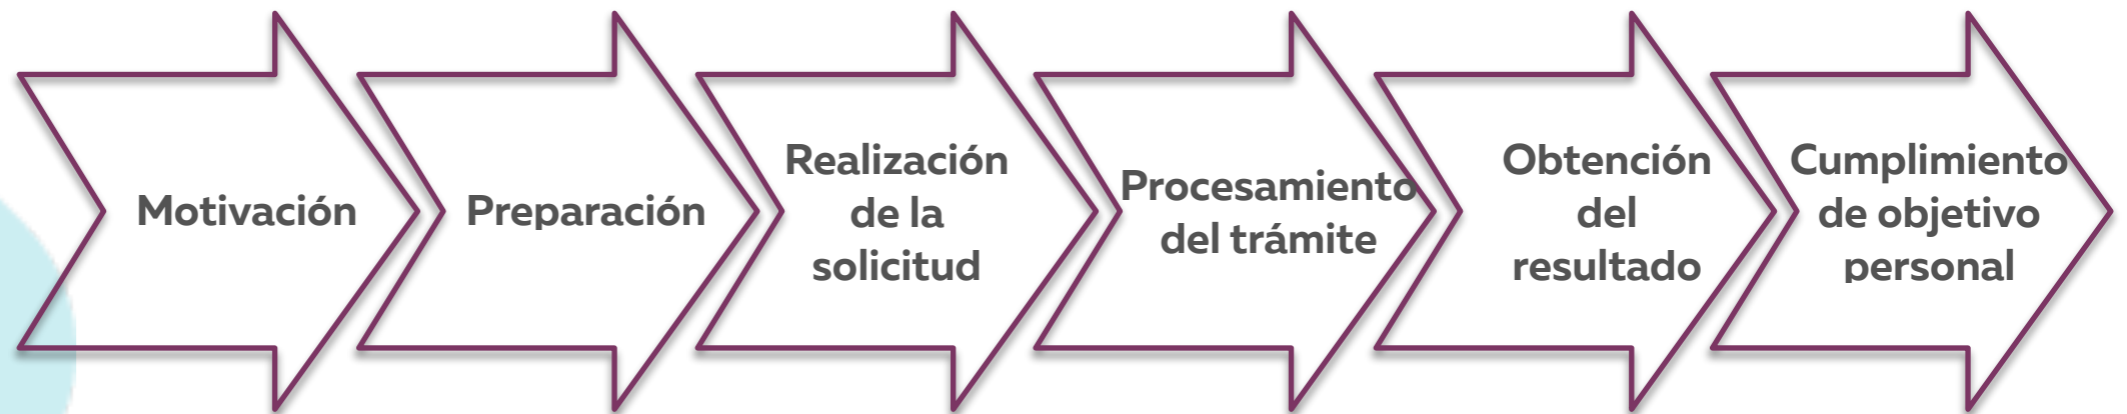 Motivación
Preparación
Realización
de la
solicitud
Procesamiento
del trámite
Obtención
del
resultado
Cumplimiento
de objetivo
personal